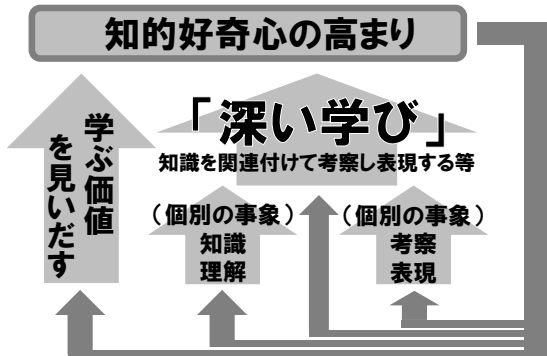 知的好奇心の高まり
学ぶ価値
を見いだす
「深い学び」
知識を関連付けて考察し表現する等
（個別の事象）
知識
理解
（個別の事象）
考察
表現